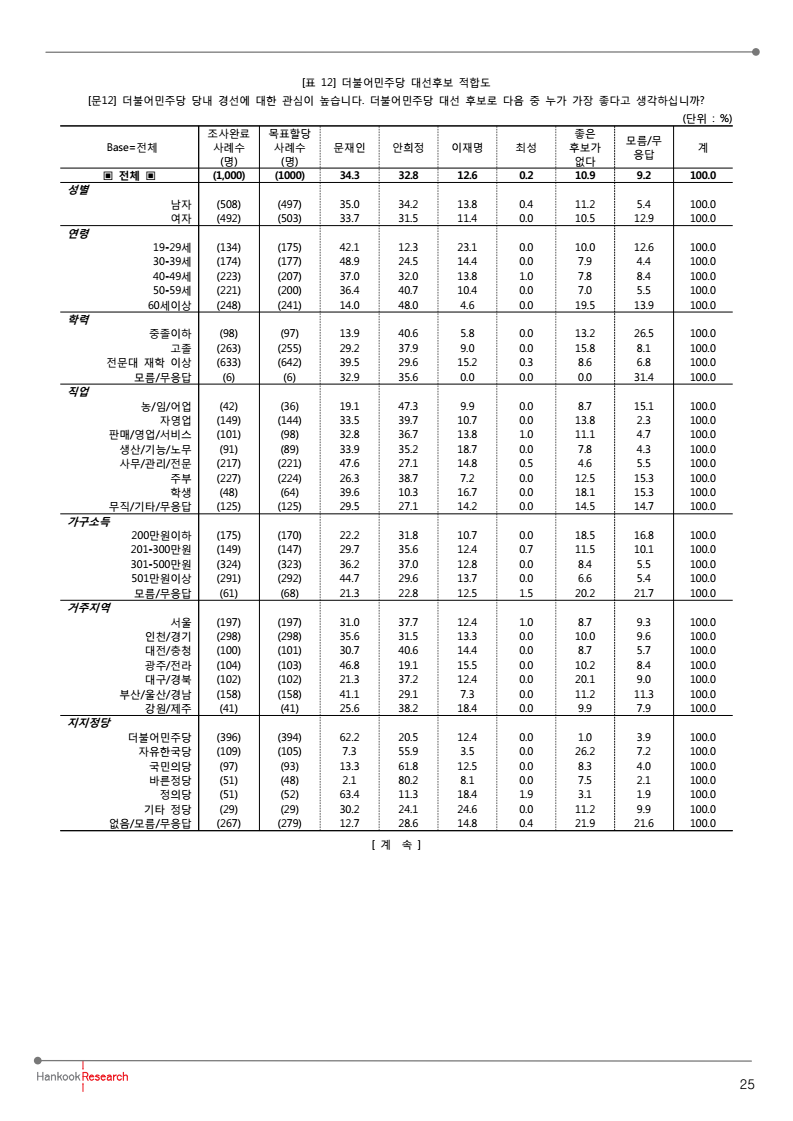 [표 12] 더불어민주당 대선후보 적합도
[문12] 더불어민주당 당내 경선에 대한 관심이 높습니다. 더불어민주당 대선 후보로 다음 중 누가 가장 좋다고 생각하십니까?
(단위 : %)
Base=전체 조사완료 사례수 (명) 목표할당 사례수 (명) 문재인 안희정 이재명 최성 좋은 후보가 없다 모름/무응답 계
▣ 전체 ▣ (1,000) (1000) 34.3 32.8 12.6 0.2 10.9 9.2 100.0
성별
남자 (508) (497) 35.0 34.2 13.8 0.4 11.2 5.4 100.0
여자 (492) (503) 33.7 31.5 11.4 0.0 10.5 12.9 100.0
연령
19-29세 (134) (175) 42.1 12.3 23.1 0.0 10.0 12.6 100.0
30-39세 (174) (177) 48.9 24.5 14.4 0.0 7.9 4.4 100.0
40-49세 (223) (207) 37.0 32.0 13.8 1.0 7.8 8.4 100.0
50-59세 (221) (200) 36.4 40.7 10.4 0.0 7.0 5.5 100.0
60세이상 (248) (241) 14.0 48.0 4.6 0.0 19.5 13.9 100.0
학력
중졸이하 (98) (97) 13.9 40.6 5.8 0.0 13.2 26.5 100.0
고졸 (263) (255) 29.2 37.9 9.0 0.0 15.8 8.1 100.0
전문대 재학 이상 (633) (642) 39.5 29.6 15.2 0.3 8.6 6.8 100.0
모름/무응답 (6) (6) 32.9 35.6 0.0 0.0 0.0 31.4 100.0
직업
농/임/어업 (42) (36) 19.1 47.3 9.9 0.0 8.7 15.1 100.0
자영업 (149) (144) 33.5 39.7 10.7 0.0 13.8 2.3 100.0
판매/영업/서비스 (101) (98) 32.8 36.7 13.8 1.0 11.1 4.7 100.0
생산/기능/노무 (91) (89) 33.9 35.2 18.7 0.0 7.8 4.3 100.0
사무/관리/전문 (217) (221) 47.6 27.1 14.8 0.5 4.6 5.5 100.0
주부 (227) (224) 26.3 38.7 7.2 0.0 12.5 15.3 100.0
학생 (48) (64) 39.6 10.3 16.7 0.0 18.1 15.3 100.0
무직/기타/무응답 (125) (125) 29.5 27.1 14.2 0.0 14.5 14.7 100.0
가구소득
200만원이하 (175) (170) 22.2 31.8 10.7 0.0 18.5 16.8 100.0
201-300만원 (149) (147) 29.7 35.6 12.4 0.7 11.5 10.1 100.0
301-500만원 (324) (323) 36.2 37.0 12.8 0.0 8.4 5.5 100.0
501만원이상 (291) (292) 44.7 29.6 13.7 0.0 6.6 5.4 100.0
모름/무응답 (61) (68) 21.3 22.8 12.5 1.5 20.2 21.7 100.0
거주지역
서울 (197) (197) 31.0 37.7 12.4 1.0 8.7 9.3 100.0
인천/경기 (298) (298) 35.6 31.5 13.3 0.0 10.0 9.6 100.0
대전/충청 (100) (101) 30.7 40.6 14.4 0.0 8.7 5.7 100.0
광주/전라 (104) (103) 46.8 19.1 15.5 0.0 10.2 8.4 100.0
대구/경북 (102) (102) 21.3 37.2 12.4 0.0 20.1 9.0 100.0
부산/울산/경남 (158) (158) 41.1 29.1 7.3 0.0 11.2 11.3 100.0
강원/제주 (41) (41) 25.6 38.2 18.4 0.0 9.9 7.9 100.0
지지정당
더불어민주당 (396) (394) 62.2 20.5 12.4 0.0 1.0 3.9 100.0
자유한국당 (109) (105) 7.3 55.9 3.5 0.0 26.2 7.2 100.0
국민의당 (97) (93) 13.3 61.8 12.5 0.0 8.3 4.0 100.0
바른정당 (51) (48) 2.1 80.2 8.1 0.0 7.5 2.1 100.0
정의당 (51) (52) 63.4 11.3 18.4 1.9 3.1 1.9 100.0
기타 정당 (29) (29) 30.2 24.1 24.6 0.0 11.2 9.9 100.0
없음/모름/무응답 (267) (279) 12.7 28.6 14.8 0.4 21.9 21.6 100.0
[ 계 속 ]
Hankook Research
25